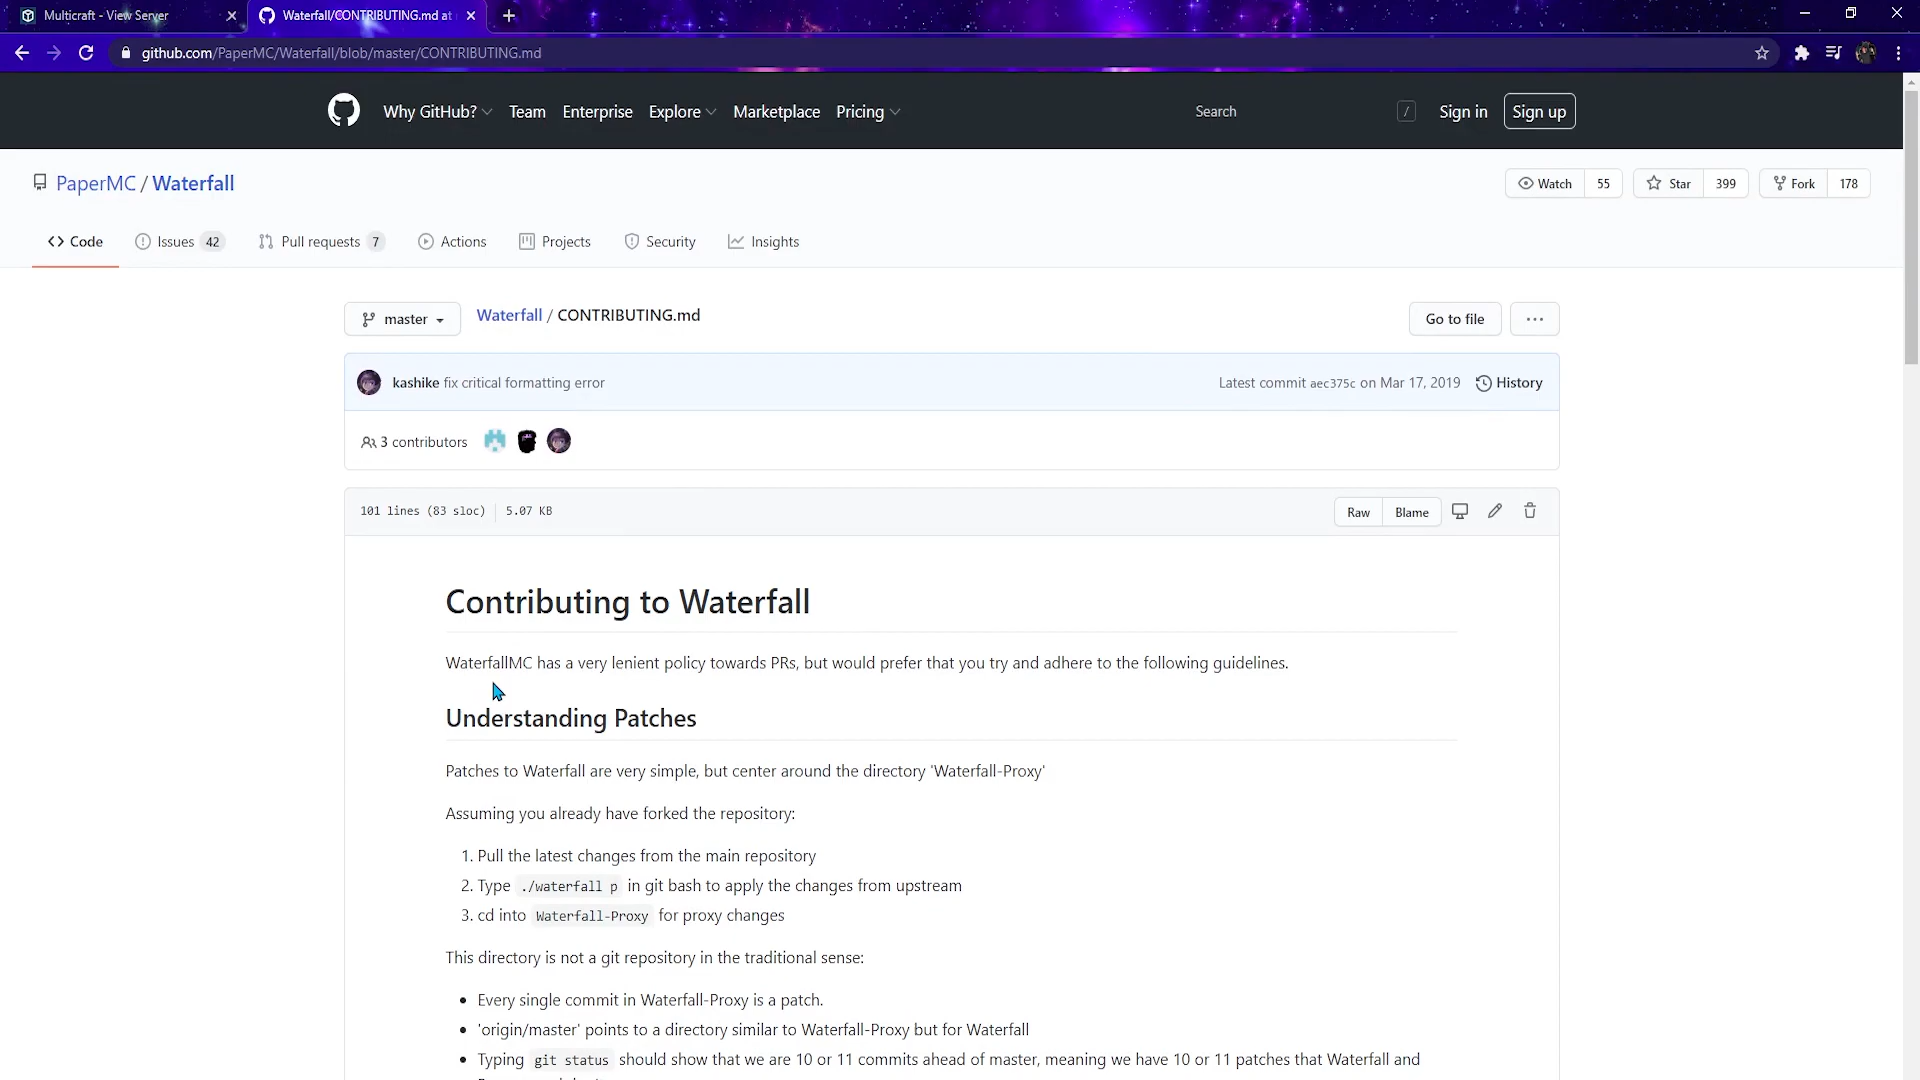 Multicraft - View Server
Waterfall/CONTRIBUTING.md at
github.com/PaperMC/Waterfall/blob/master/CONTRIBUTING.md
Why GitHub? Team Enterprise Explore Marketplace Pricing Search / Sign in Sign up
PaperMC / Waterfall Watch 55 Star 399 Fork 178
Code Issues 42 Pull requests 7 Actions Projects Security Insights
master Waterfall / CONTRIBUTING.md Go to file ...
kashike fix critical formatting error Latest commit aec375c on Mar 17, 2019 History
3 contributors
101 lines (83 sloc) 5.07 KB Raw Blame
Contributing to Waterfall
WaterfallMC has a very lenient policy towards PRs, but would prefer that you try and adhere to the following guidelines.
Understanding Patches
Patches to Waterfall are very simple, but center around the directory 'Waterfall-Proxy'
Assuming you already have forked the repository:
1. Pull the latest changes from the main repository
2. Type ./waterfall p in git bash to apply the changes from upstream
3. cd into Waterfall-Proxy for proxy changes
This directory is not a git repository in the traditional sense:
• Every single commit in Waterfall-Proxy is a patch.
• 'origin/master' points to a directory similar to Waterfall-Proxy but for Waterfall
• Typing git status should show that we are 10 or 11 commits ahead of master, meaning we have 10 or 11 patches that Waterfall and